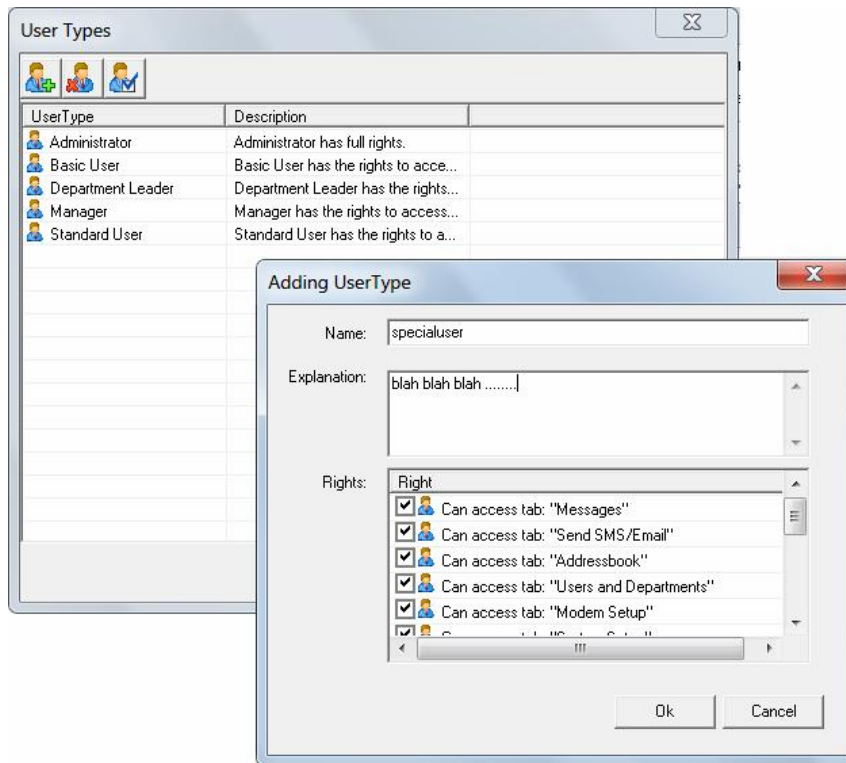 User Types
UserType Description
Administrator Administrator has full rights.
Basic User Basic User has the rights to acce...
Department Leader Department Leader has the rights...
Manager Manager has the rights to access...
Standard User Standard User has the rights to a...
Adding UserType
Name: specialuser
Explanation: blah blah blah ........
Rights: Right
Can access tab: "Messages"
Can access tab: "Send SMS/Email"
Can access tab: "Addressbook"
Can access tab: "Users and Departments"
Can access tab: "Modem Setup"
Ok Cancel